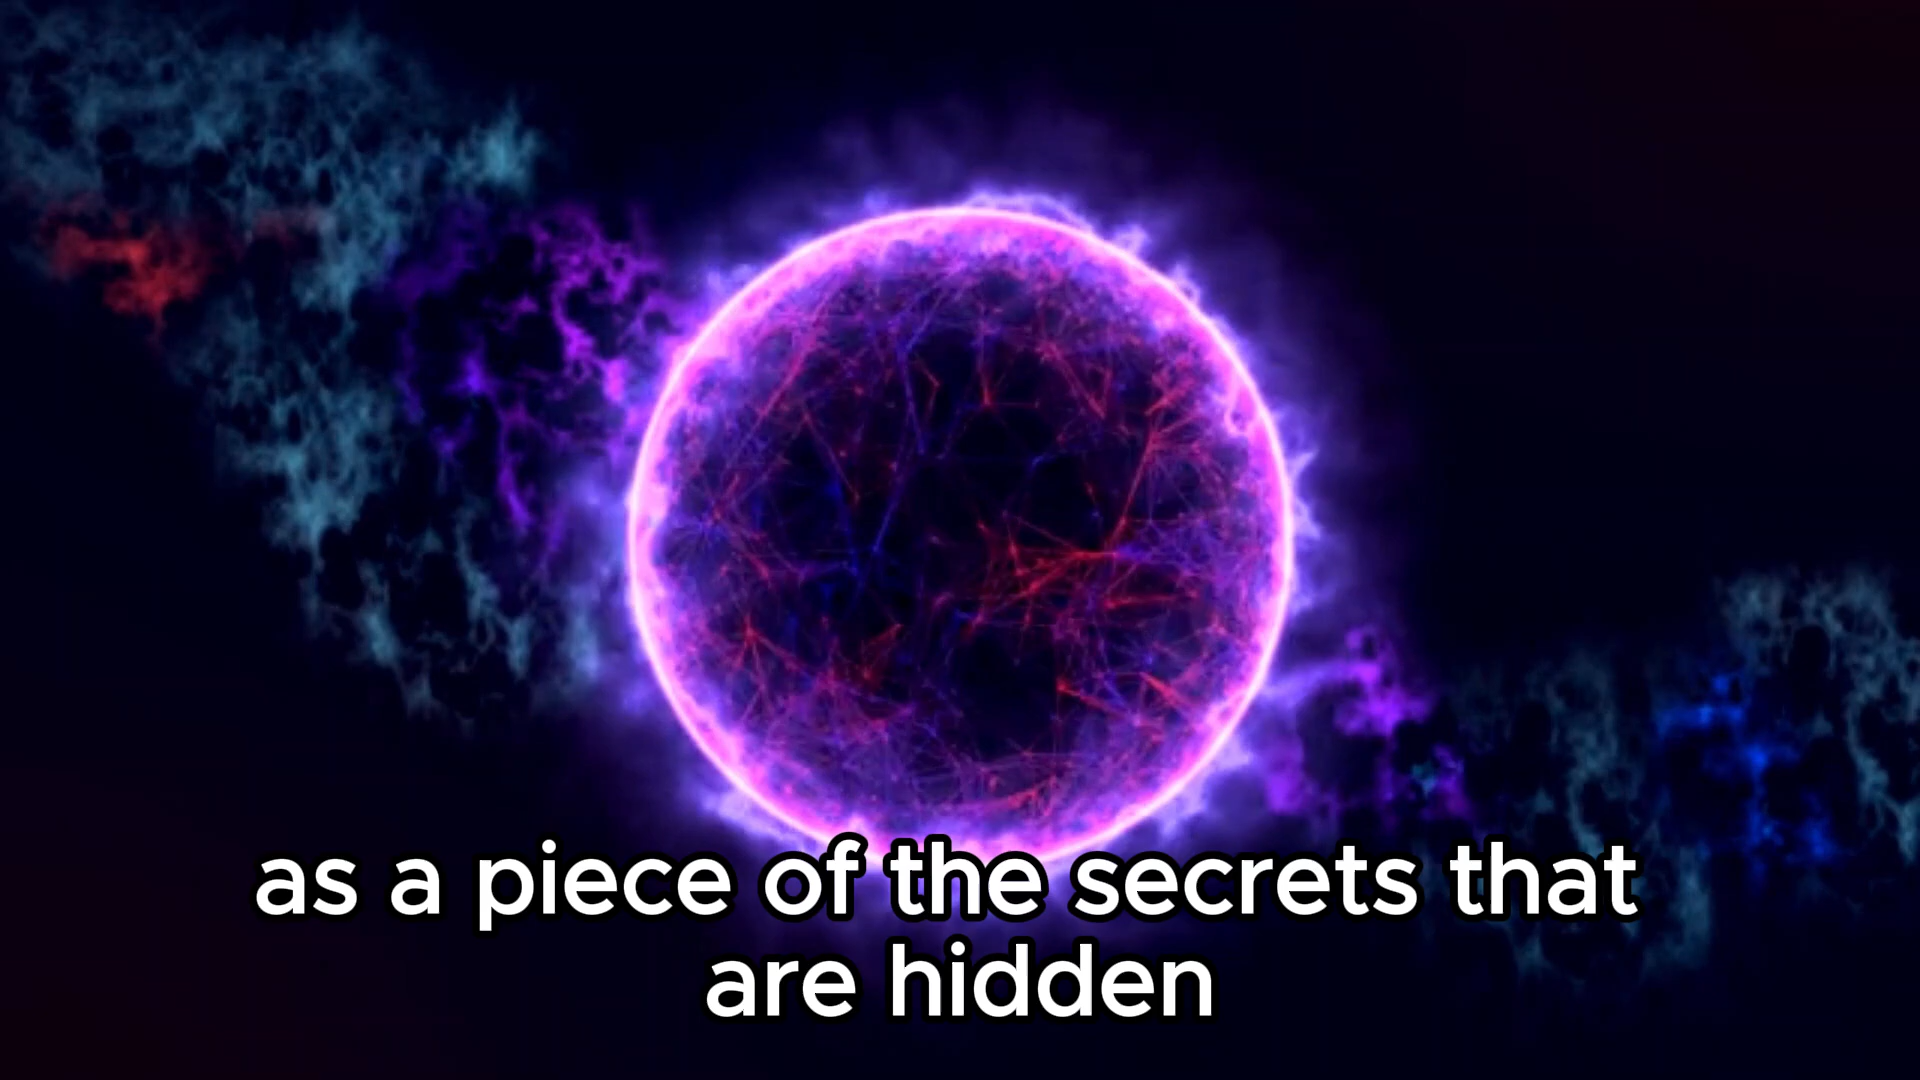 as a piece of the secrets that
are hidden